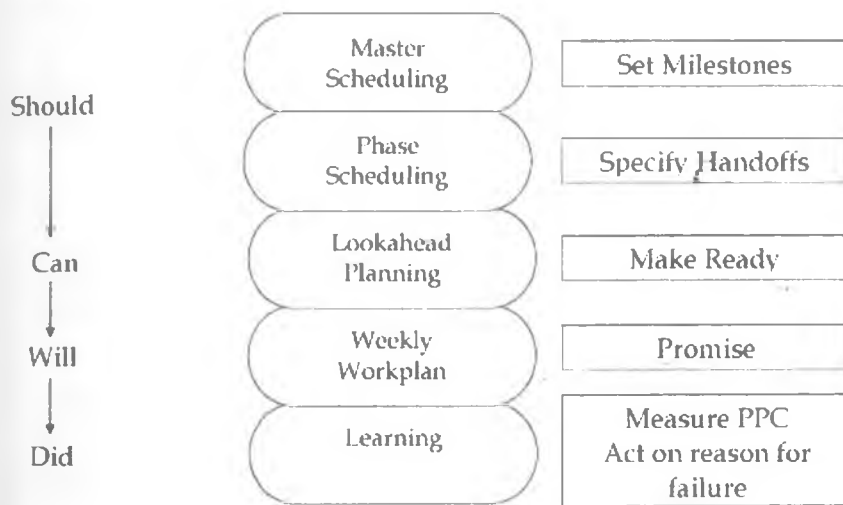 Should
Can
Will
Did
Master
Scheduling
Phase
Scheduling
Lookahead
Planning
Weekly
Workplan
Learning
Set Milestones
Specify Handoffs
Make Ready
Promise
Measure PPC
Act on reason for
failure